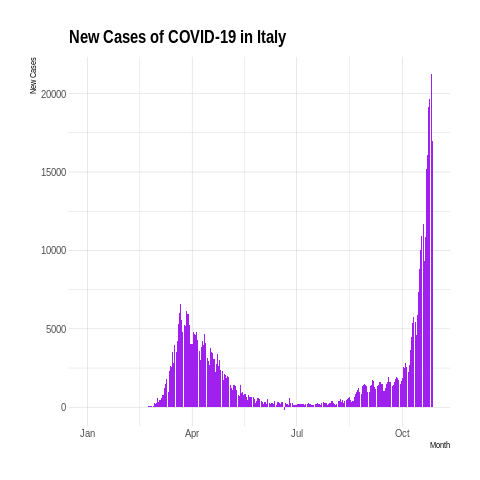 New Cases of COVID-19 in Italy
New Cases
20000
15000
10000
5000
0
Jan Apr Jul Oct
Month